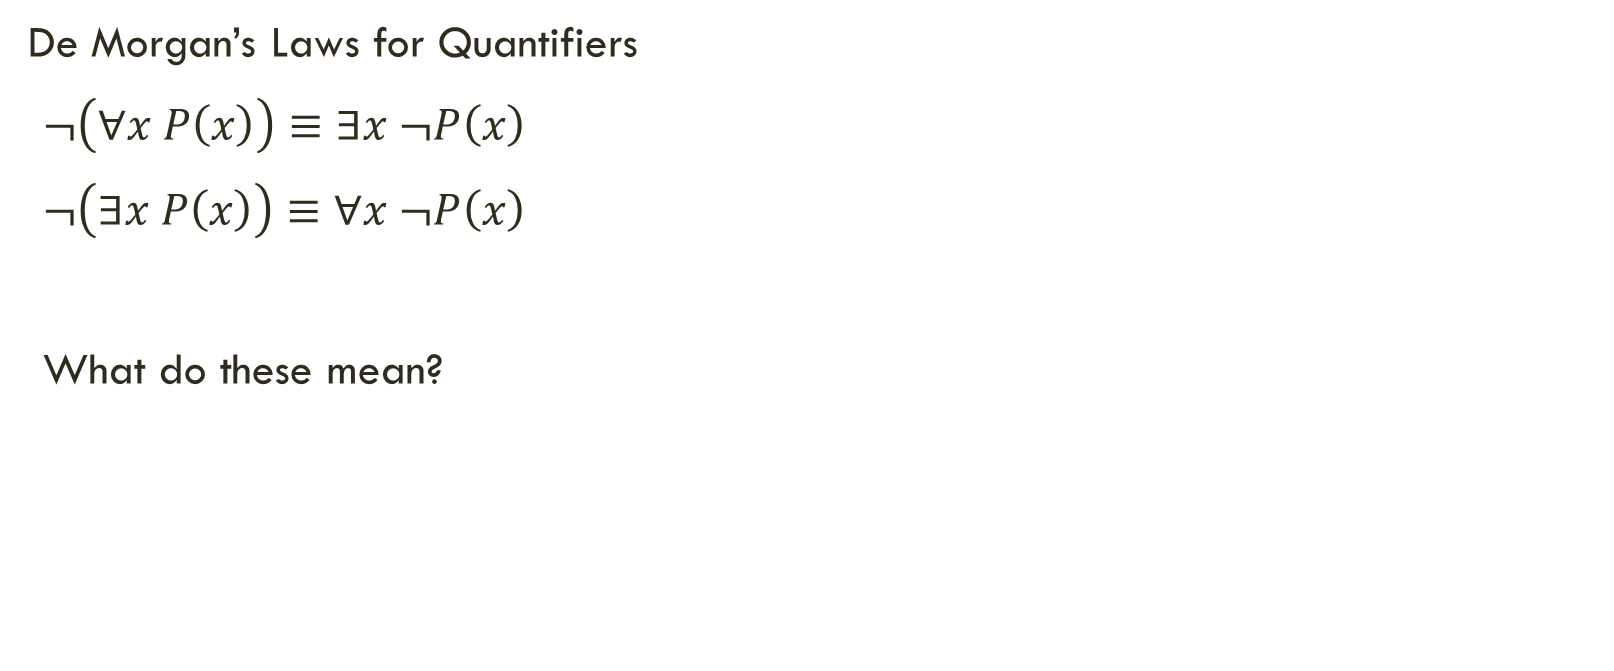 De Morgan’s Laws for Quantifiers
¬(∀x P(x)) ≡ ∃x ¬P(x)
¬(∃x P(x)) ≡ ∀x ¬P(x)
What do these mean?